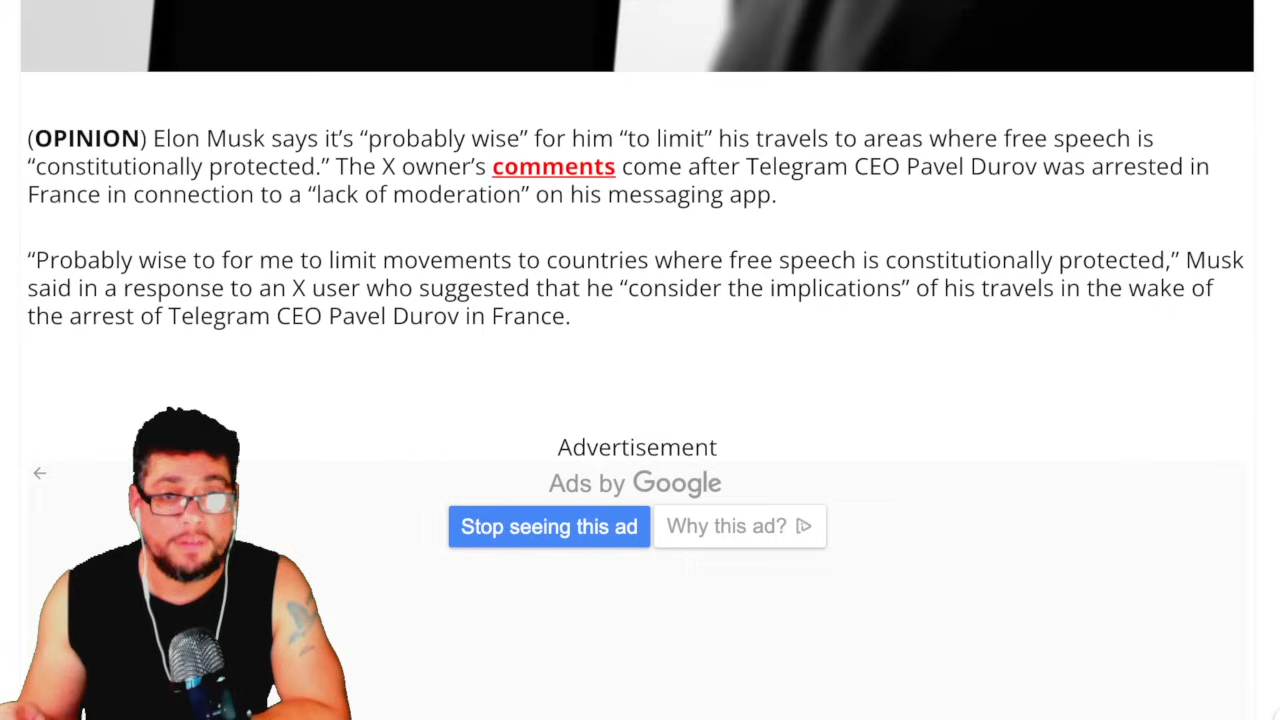 (OPINION) Elon Musk says it’s “probably wise” for him “to limit” his travels to areas where free speech is
“constitutionally protected.” The X owner’s comments come after Telegram CEO Pavel Durov was arrested in
France in connection to a “lack of moderation” on his messaging app.
“Probably wise to for me to limit movements to countries where free speech is constitutionally protected,” Musk
said in a response to an X user who suggested that he “consider the implications” of his travels in the wake of
the arrest of Telegram CEO Pavel Durov in France.
Advertisement
Ads by Google
Stop seeing this ad
Why this ad?